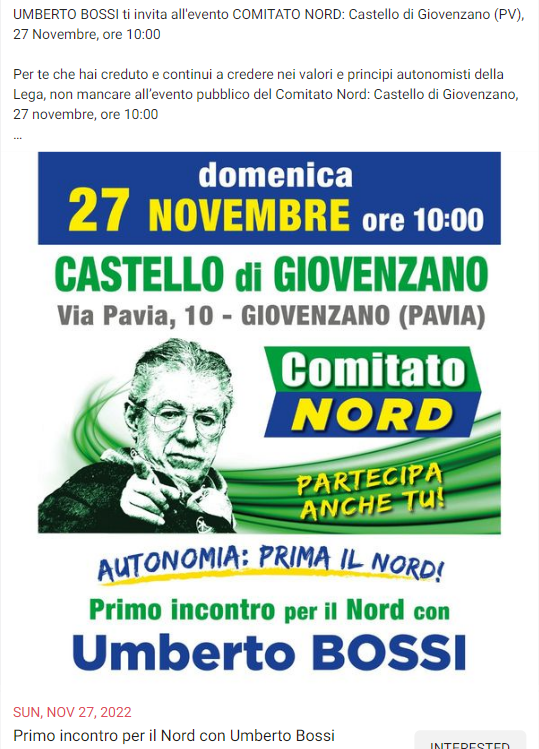 UMBERTO BOSSI ti invita all'evento COMITATO NORD: Castello di Giovenzano (PV),
27 Novembre, ore 10:00
Per te che hai creduto e continui a credere nei valori e principi autonomisti della
Lega, non mancare all'evento pubblico del Comitato Nord: Castello di Giovenzano,
27 novembre, ore 10:00
...
domenica
27 NOVEMBRE ore 10:00
CASTELLO di GIOVENZANO
Via Pavia, 10 - GIOVENZANO (PAVIA)
Comitato
NORD
PARTECIPA
ANCHE TU!
AUTONOMIA: PRIMA IL NORD!
Primo incontro per il Nord con
Umberto BOSSI
SUN, NOV 27, 2022
Primo incontro per il Nord con Umberto Bossi
INTERESTED